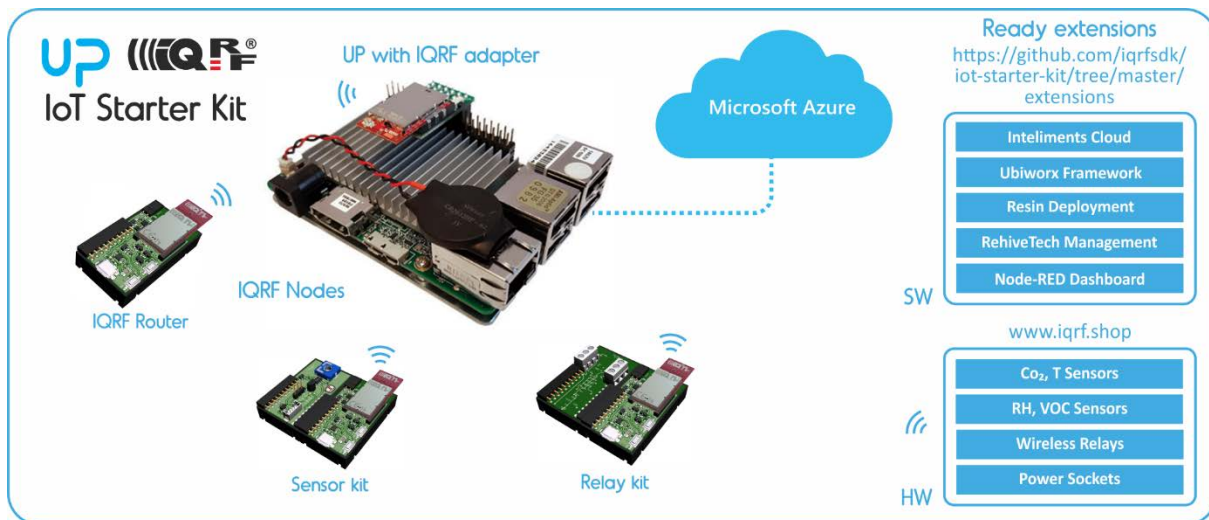 UP IQRF®
IoT Starter Kit
UP with IQRF adapter
Microsoft Azure
IQRF Router
IQRF Nodes
Sensor kit
Relay kit
Ready extensions
https://github.com/iqrfsdk/
iot-starter-kit/tree/master/
extensions
Inteliments Cloud
Ubiworx Framework
Resin Deployment
RehiveTech Management
Node-RED Dashboard
SW
www.iqrf.shop
Co₂, T Sensors
RH, VOC Sensors
Wireless Relays
Power Sockets
HW